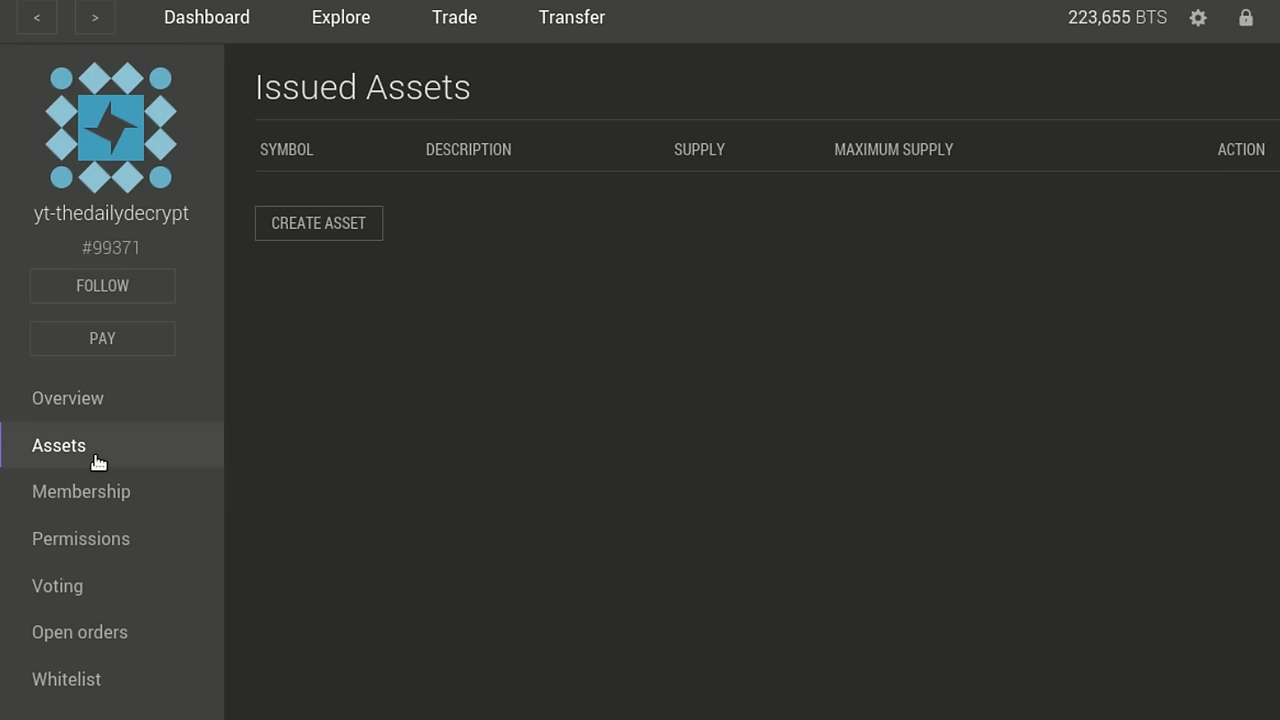 < > Dashboard Explore Trade Transfer 223,655 BTS
yt-thedailydecrypt
#99371
FOLLOW
PAY
Overview
Assets
Membership
Permissions
Voting
Open orders
Whitelist
Issued Assets
SYMBOL DESCRIPTION SUPPLY MAXIMUM SUPPLY ACTION
CREATE ASSET